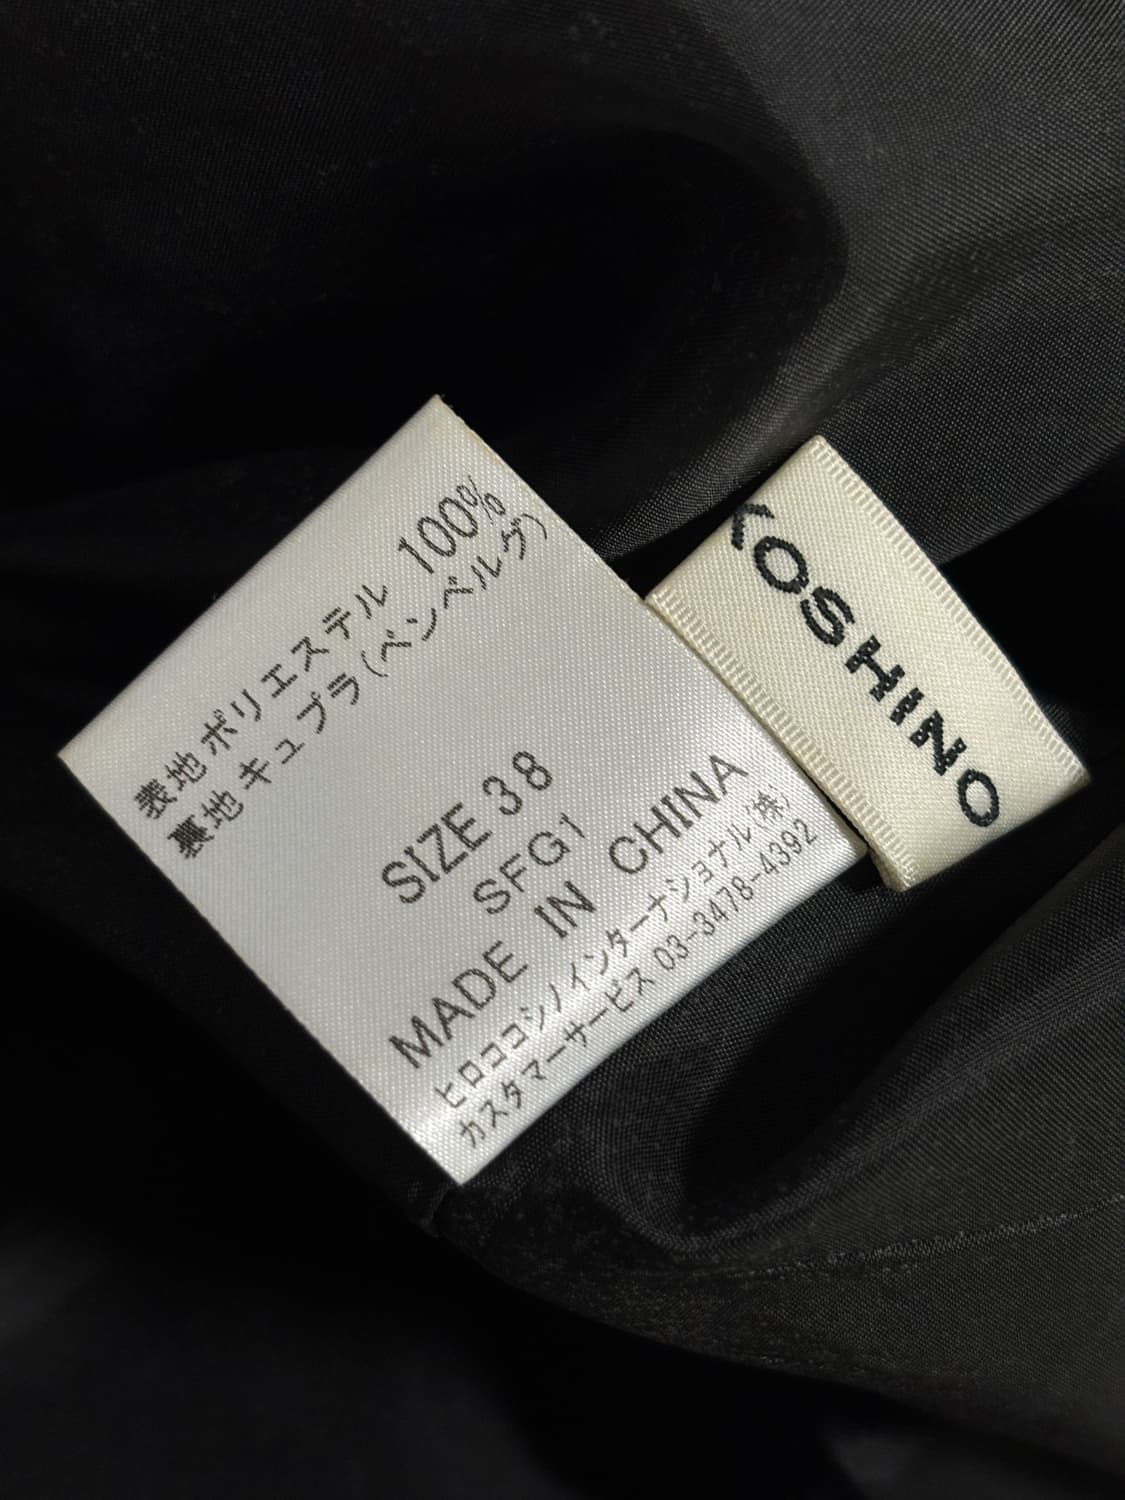 表地ポリエステル 100%
裏地キュプラ(ベンベルグ)
SIZE 38
SFG1
MADE IN CHINA
ヒロココシノインターナショナル(株)
カスタマーサービス 03-3478-4392
KOSHINO